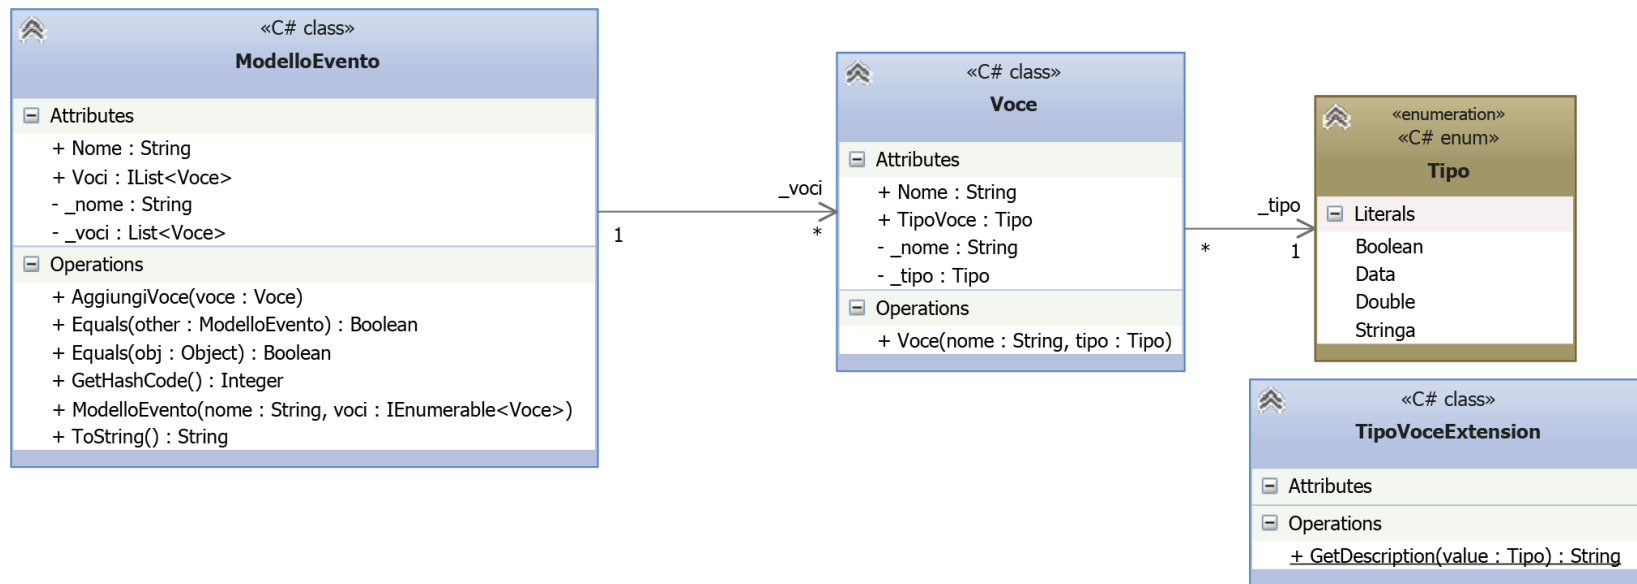 «C# class»
ModelloEvento
Attributes
+ Nome : String
+ Voci : IList<Voce>
- _nome : String
- _voci : List<Voce>
Operations
+ AggiungiVoce(voce : Voce)
+ Equals(other : ModelloEvento) : Boolean
+ Equals(obj : Object) : Boolean
+ GetHashCode() : Integer
+ ModelloEvento(nome : String, voci : IEnumerable<Voce>)
+ ToString() : String
1
_voci
*
«C# class»
Voce
Attributes
+ Nome : String
+ TipoVoce : Tipo
- _nome : String
- _tipo : Tipo
Operations
+ Voce(nome : String, tipo : Tipo)
*
_tipo
1
«enumeration»
«C# enum»
Tipo
Literals
Boolean
Data
Double
Stringa
«C# class»
TipoVoceExtension
Attributes
Operations
+ GetDescription(value : Tipo) : String